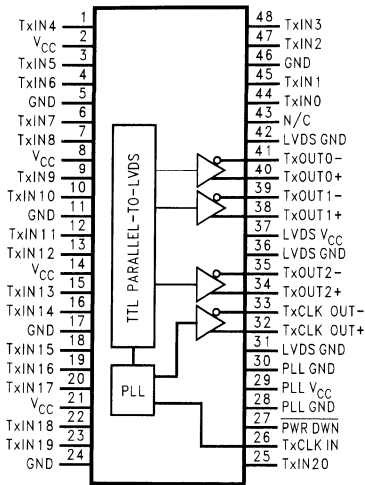 TxIN4 1
VCC 2
TxIN5 3
TxIN6 4
GND 5
TxIN7 6
TxIN8 7
VCC 8
TxIN9 9
TxIN10 10
GND 11
TxIN11 12
TxIN12 13
VCC 14
TxIN13 15
TxIN14 16
GND 17
TxIN15 18
TxIN16 19
TxIN17 20
VCC 21
TxIN18 22
TxIN19 23
GND 24
TTL PARALLEL-TO-LVDS
PLL
48 TxIN3
47 TxIN2
46 GND
45 TxIN1
44 TxIN0
43 N/C
42 LVDS GND
41 TxOUT0-
40 TxOUT0+
39 TxOUT1-
38 TxOUT1+
37 LVDS VCC
36 LVDS GND
35 TxOUT2-
34 TxOUT2+
33 TxCLK OUT-
32 TxCLK OUT+
31 LVDS GND
30 PLL GND
29 PLL VCC
28 PLL GND
27 PWR DWN
26 TxCLK IN
25 TxIN20